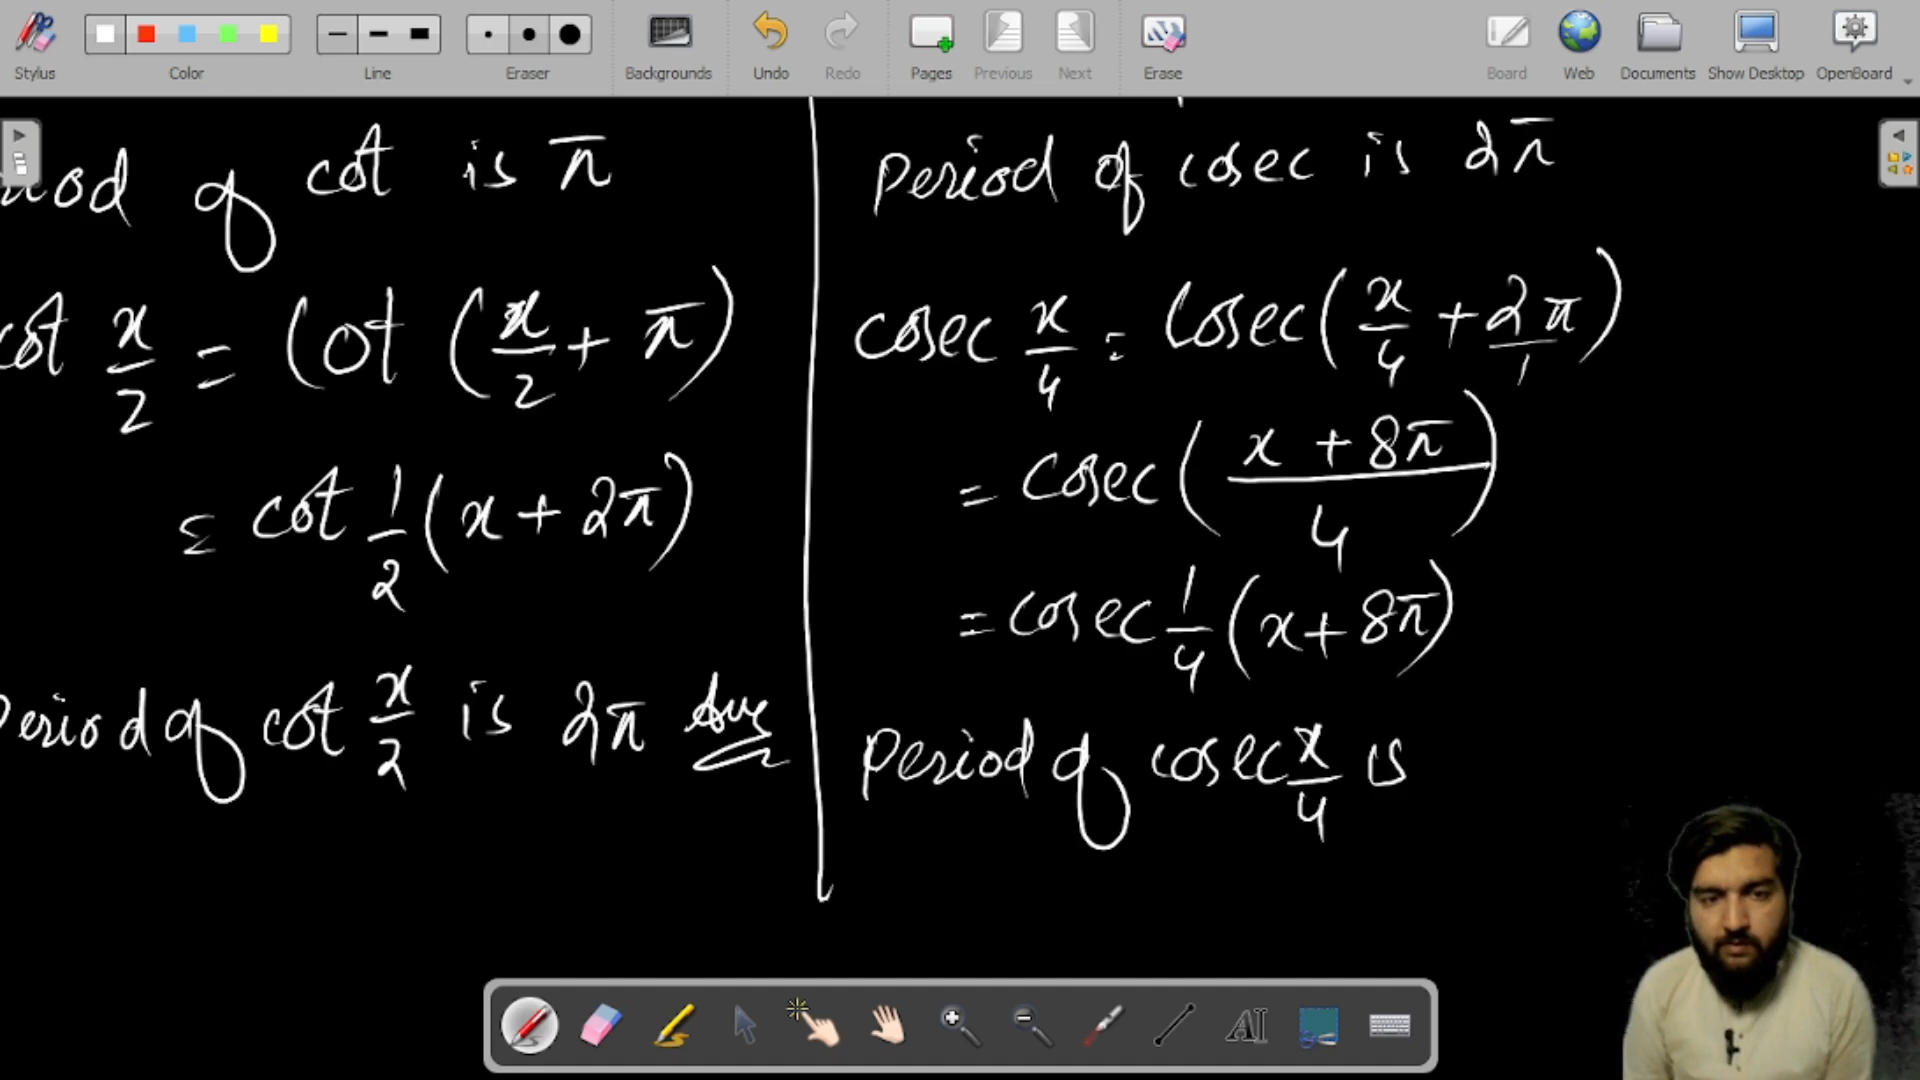 Stylus Color Line Eraser Backgrounds Undo Redo Pages Previous Next Erase Board Web Documents Show Desktop OpenBoard
of cot is π
cot x/2 = Cot (x/2 + π)
= cot 1/2 (x + 2π)
Period of cot x/2 is 2π Ans
Period of cosec is 2π
cosec x/4 = Cosec (x/4 + 2π/1)
= cosec (x + 8π / 4)
= cosec 1/4 (x + 8π)
Period of cosec x/4 is